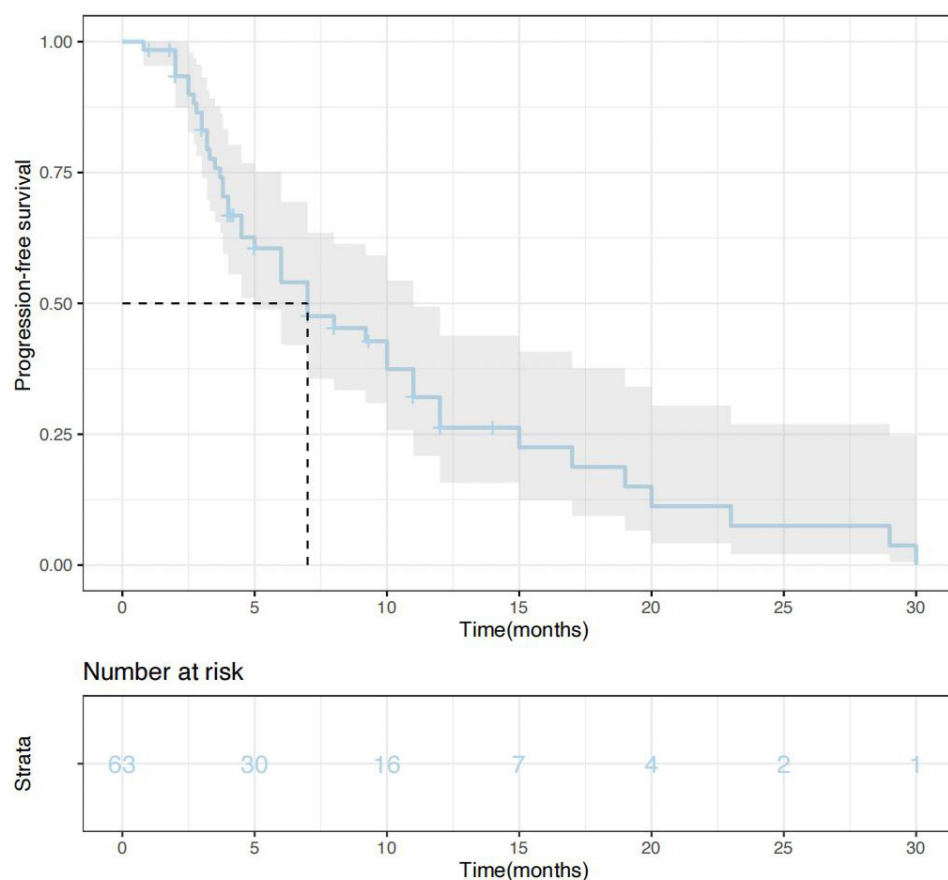 1.00
0.75
0.50
0.25
0.00
Progression-free survival
0 5 10 15 20 25 30
Time(months)
Number at risk
Strata
63 30 16 7 4 2 1
0 5 10 15 20 25 30
Time(months)